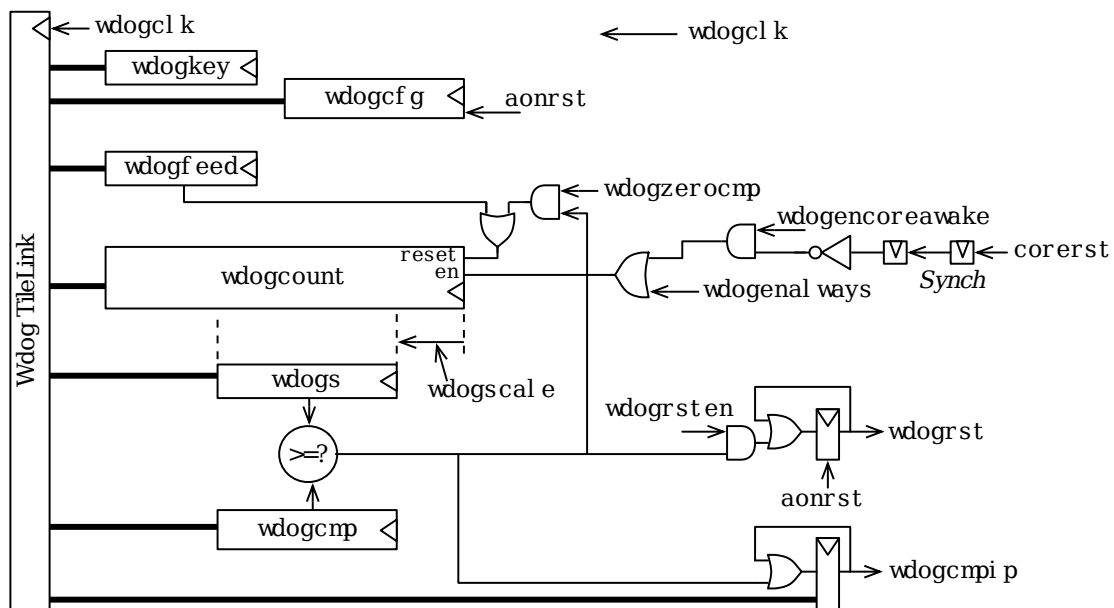 wdogclk
wdogclk
wdogkey
wdogcfg
aonrst
wdogfeed
wdogzerocmp
wdogencoreawake
reset
en
wdogcount
corerst
Synch
wdogenalways
Wdog TileLink
wdogs
wdogscale
wdogrsten
>=?
wdogrst
aonrst
wdogcmp
wdogcmpip